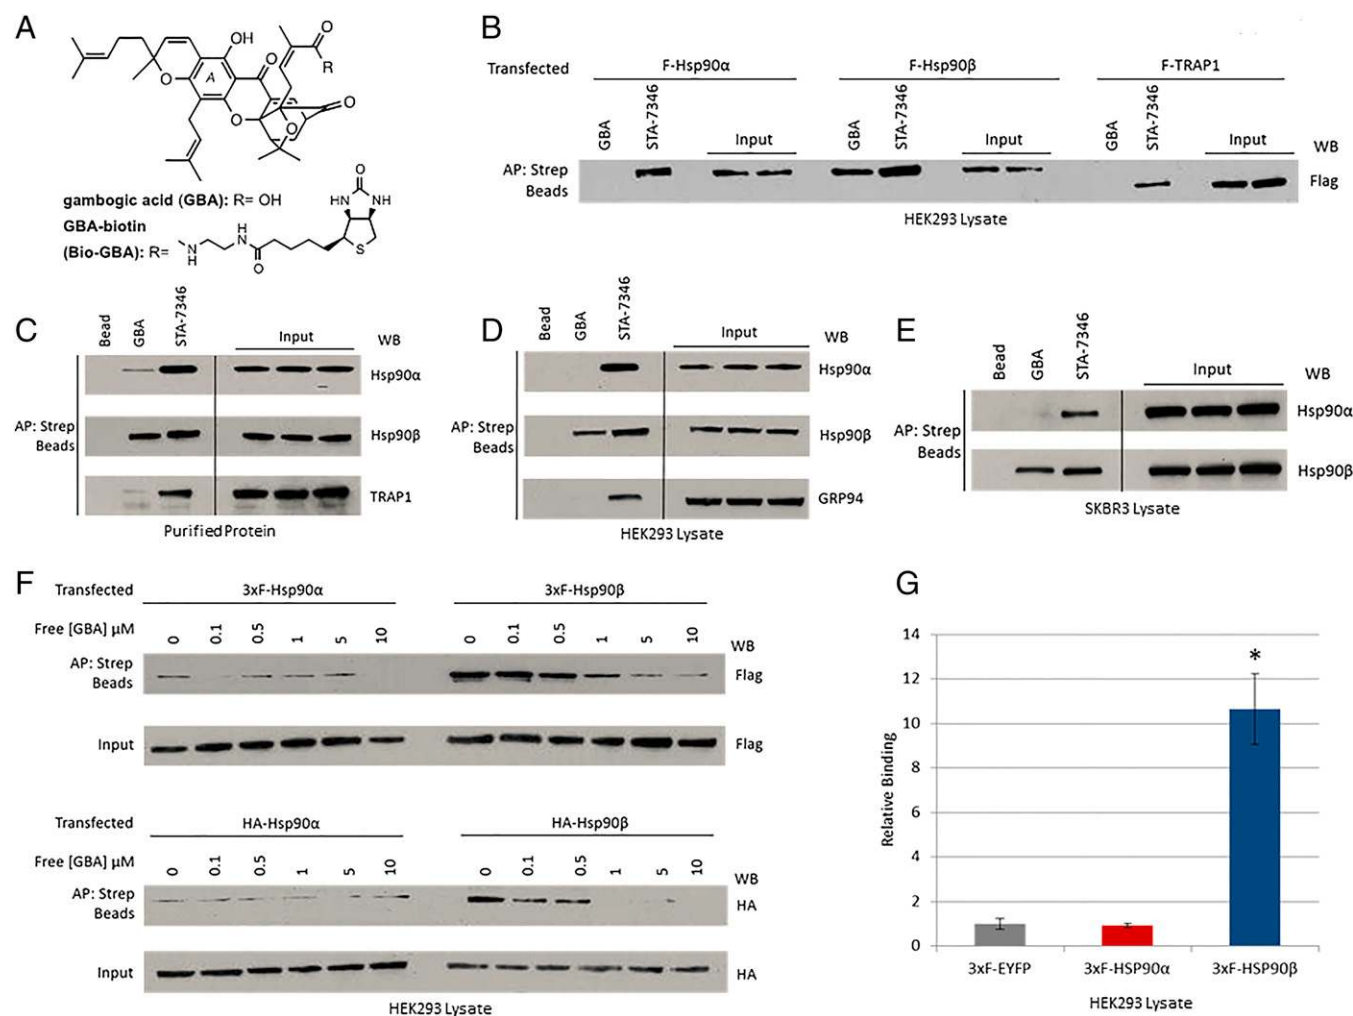 A
OH
O
O
R
A
O
O
O
O
gambogic acid (GBA): R= OH
GBA-biotin
(Bio-GBA): R=
N
H
H
N
O
O
HN
NH
S
B
Transfected
F-Hsp90α
F-Hsp90β
F-TRAP1
GBA
STA-7346
Input
GBA
STA-7346
Input
GBA
STA-7346
Input
WB
AP: Strep
Beads
Flag
HEK293 Lysate
C
Bead
GBA
STA-7346
Input
WB
Hsp90α
AP: Strep
Beads
Hsp90β
TRAP1
Purified Protein
D
Bead
GBA
STA-7346
Input
WB
Hsp90α
AP: Strep
Beads
Hsp90β
GRP94
HEK293 Lysate
E
Bead
GBA
STA-7346
Input
WB
Hsp90α
AP: Strep
Beads
Hsp90β
SKBR3 Lysate
F
Transfected
3xF-Hsp90α
3xF-Hsp90β
Free [GBA] μM
0 0.1 0.5 1 5 10
0 0.1 0.5 1 5 10
WB
AP: Strep
Beads
Flag
Input
Flag
Transfected
HA-Hsp90α
HA-Hsp90β
Free [GBA] μM
0 0.1 0.5 1 5 10
0 0.1 0.5 1 5 10
WB
AP: Strep
Beads
HA
Input
HA
HEK293 Lysate
G
Relative Binding
14
12
10
8
6
4
2
0
*
3xF-EYFP
3xF-HSP90α
3xF-HSP90β
HEK293 Lysate